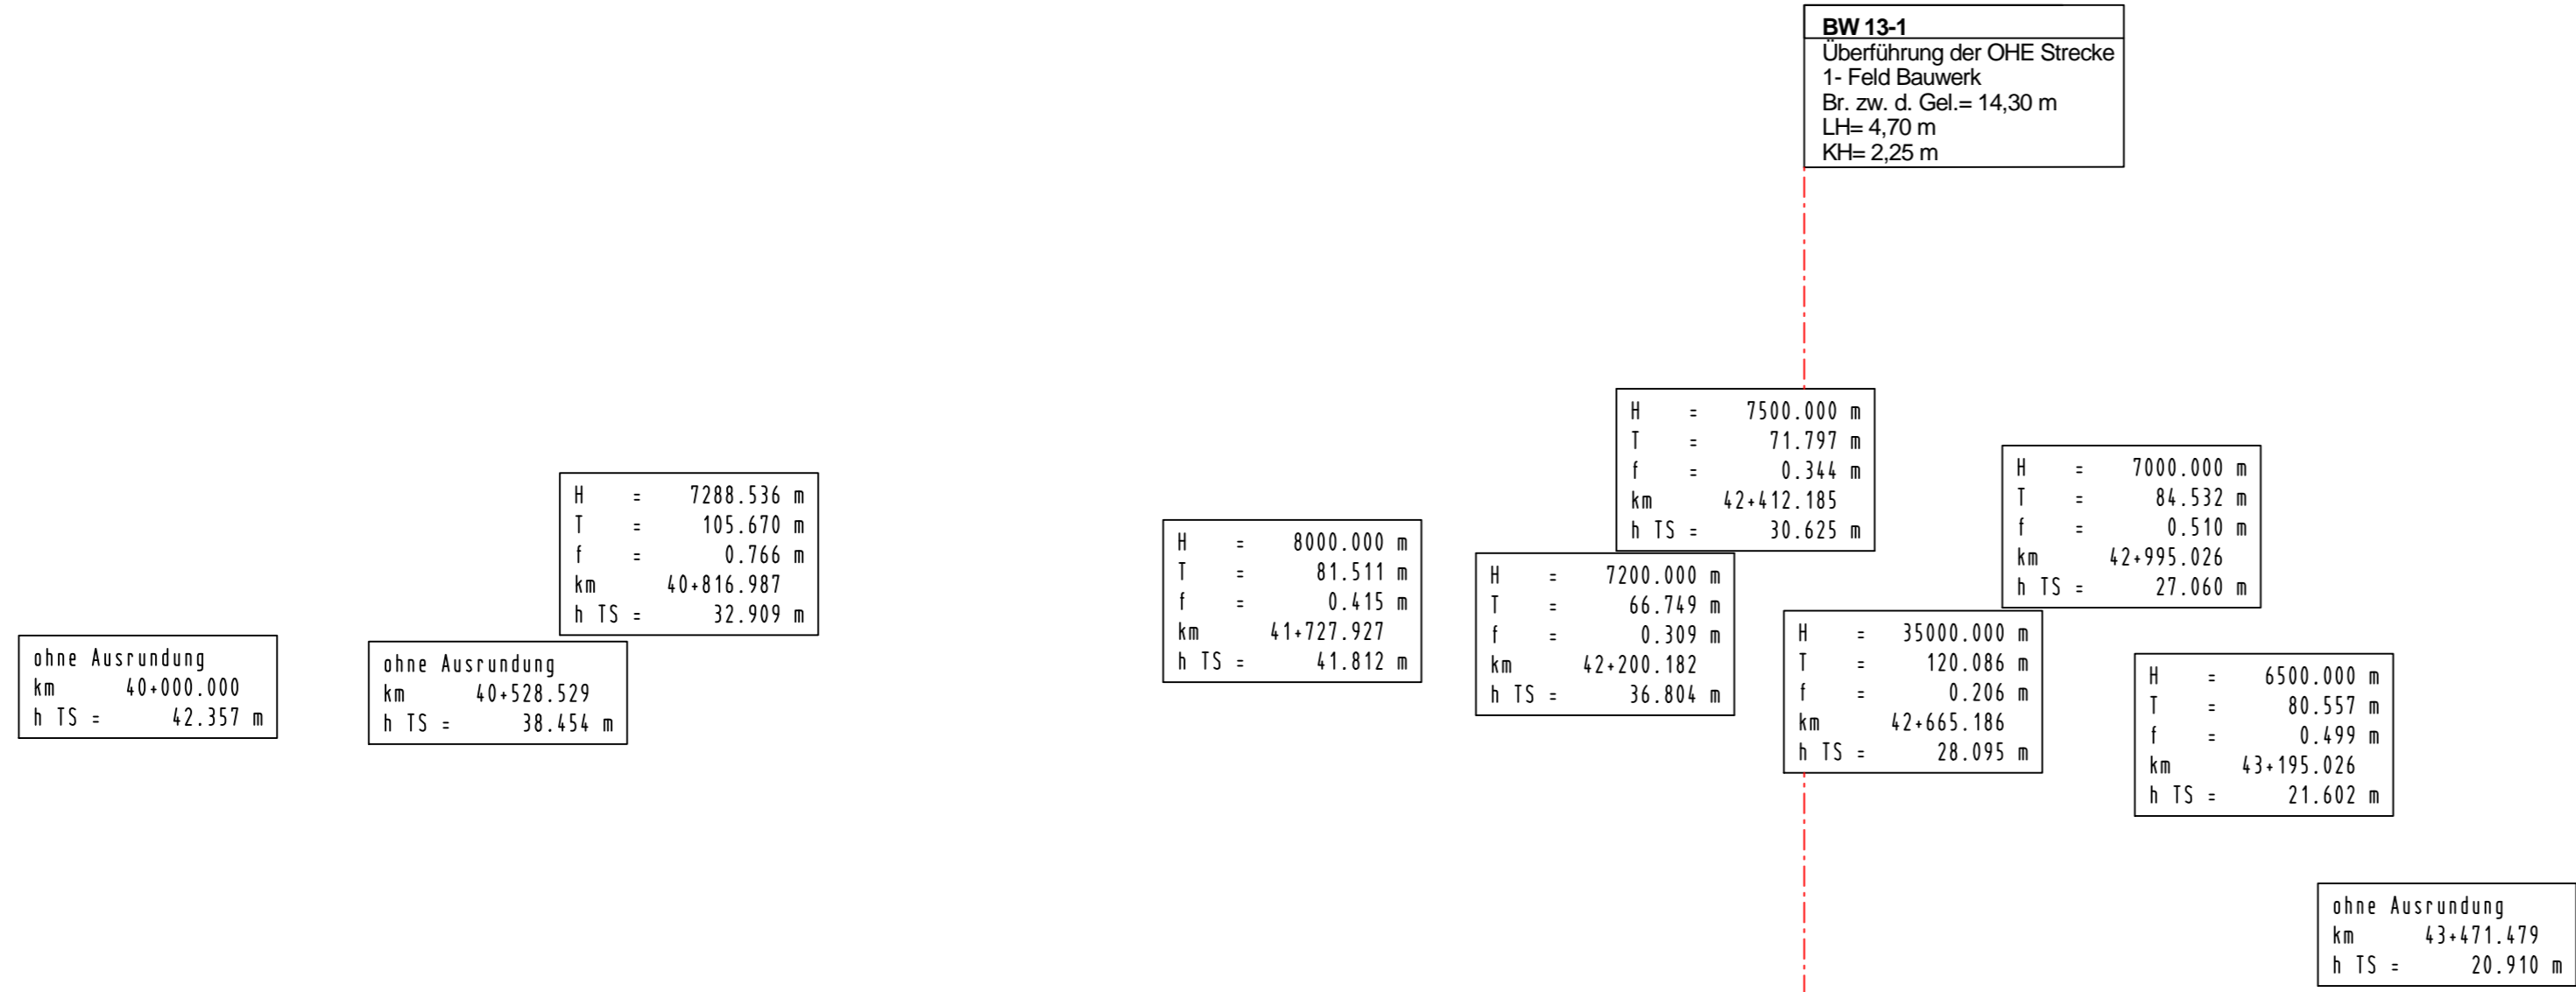 BW 13-1
Überführung der OHE Strecke
1- Feld Bauwerk
Br. zw. d. Gel.= 14,30 m
LH= 4,70 m
KH= 2,25 m
ohne Ausrundung
km 40+000.000
h TS = 42.357 m
ohne Ausrundung
km 40+528.529
h TS = 38.454 m
H = 7288.536 m
T = 105.670 m
f = 0.766 m
km 40+816.987
h TS = 32.909 m
H = 8000.000 m
T = 81.511 m
f = 0.415 m
km 41+727.927
h TS = 41.812 m
H = 7200.000 m
T = 66.749 m
f = 0.309 m
km 42+200.182
h TS = 36.804 m
H = 7500.000 m
T = 71.797 m
f = 0.344 m
km 42+412.185
h TS = 30.625 m
H = 35000.000 m
T = 120.086 m
f = 0.206 m
km 42+665.186
h TS = 28.095 m
H = 7000.000 m
T = 84.532 m
f = 0.510 m
km 42+995.026
h TS = 27.060 m
H = 6500.000 m
T = 80.557 m
f = 0.499 m
km 43+195.026
h TS = 21.602 m
ohne Ausrundung
km 43+471.479
h TS = 20.910 m